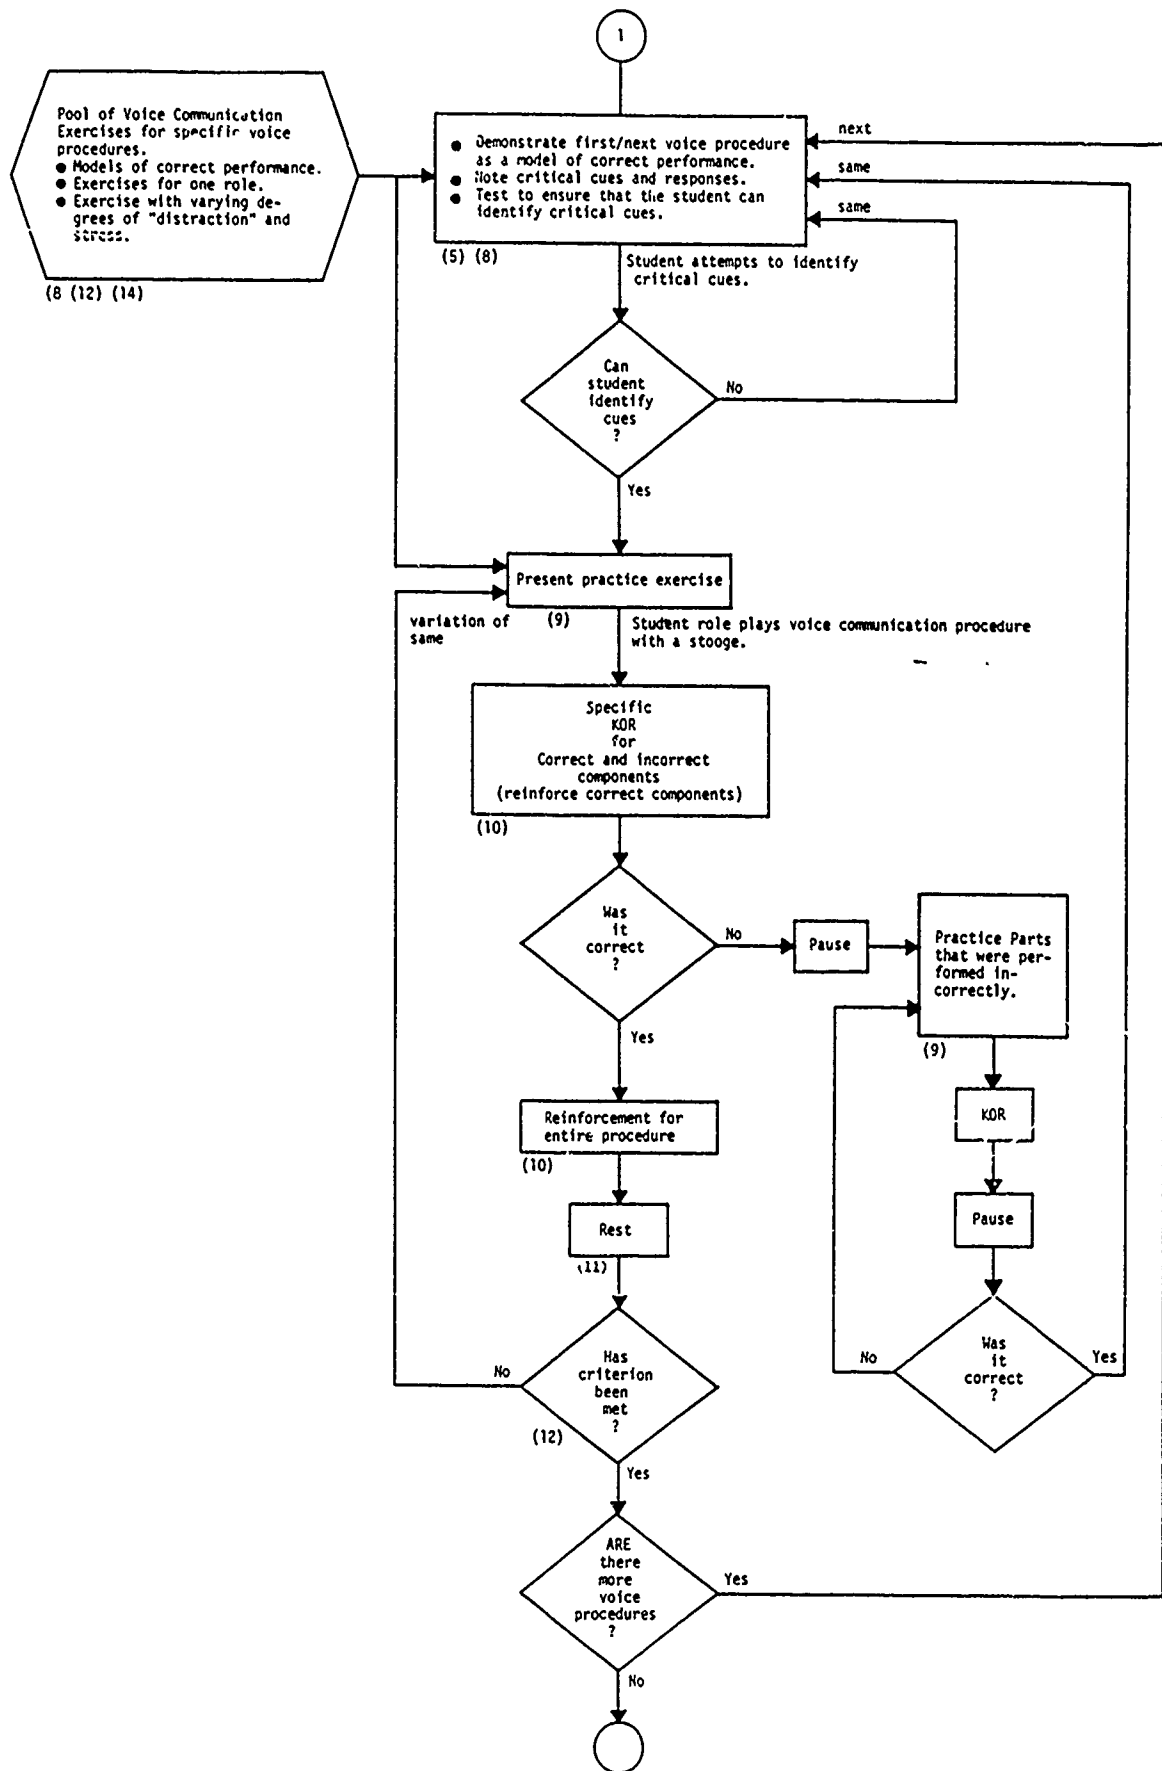 1
Pool of Voice Communication
Exercises for specific voice
procedures.
● Models of correct performance.
● Exercises for one role.
● Exercise with varying de-
grees of "distraction" and
stress.
(8 (12) (14)
● Demonstrate first/next voice procedure
as a model of correct performance.
● Note critical cues and responses.
● Test to ensure that the student can
identify critical cues.
(5) (8)
next
same
same
Student attempts to identify
critical cues.
Can
student
identify
cues
?
No
Yes
Present practice exercise
(9)
variation of
same
Student role plays voice communication procedure
with a stooge.
Specific
KOR
for
Correct and incorrect
components
(reinforce correct components)
(10)
Was
it
correct
?
No
Pause
Practice Parts
that were per-
formed in-
correctly.
(9)
Yes
KOR
Pause
Was
it
correct
?
No
Yes
Reinforcement for
entire procedure
(10)
Rest
(11)
Has
criterion
been
met
?
No
(12)
Yes
ARE
there
more
voice
procedures
?
Yes
No